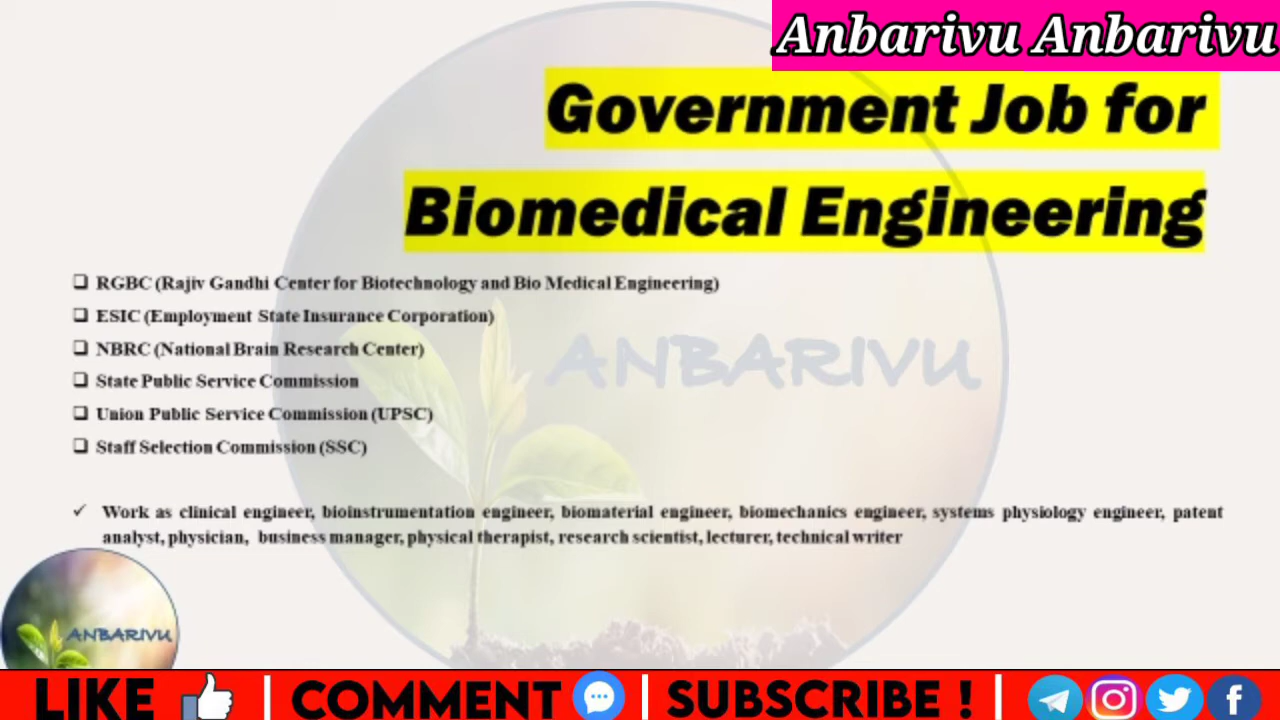 Anbarivu Anbarivu
Government Job for
Biomedical Engineering
❑ RGBC (Rajiv Gandhi Center for Biotechnology and Bio Medical Engineering)
❑ ESIC (Employment State Insurance Corporation)
❑ NBRC (National Brain Research Center)
ANBARIVU
❑ State Public Service Commission
❑ Union Public Service Commission (UPSC)
❑ Staff Selection Commission (SSC)
✓ Work as clinical engineer, bioinstrumentation engineer, biomaterial engineer, biomechanics engineer, systems physiology engineer, patent
analyst, physician, business manager, physical therapist, research scientist, lecturer, technical writer
ANBARIVU
LIKE | COMMENT | SUBSCRIBE ! |